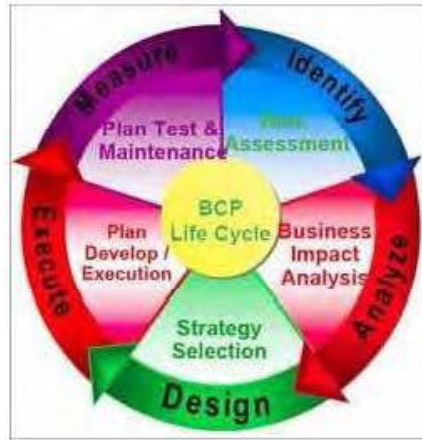 Measure
Identify
Plan Test &
Maintenance
Risk
Assessment
BCP
Life Cycle
Plan
Develop /
Execution
Business
Impact
Analysis
Execute
Analyze
Strategy
Selection
Design